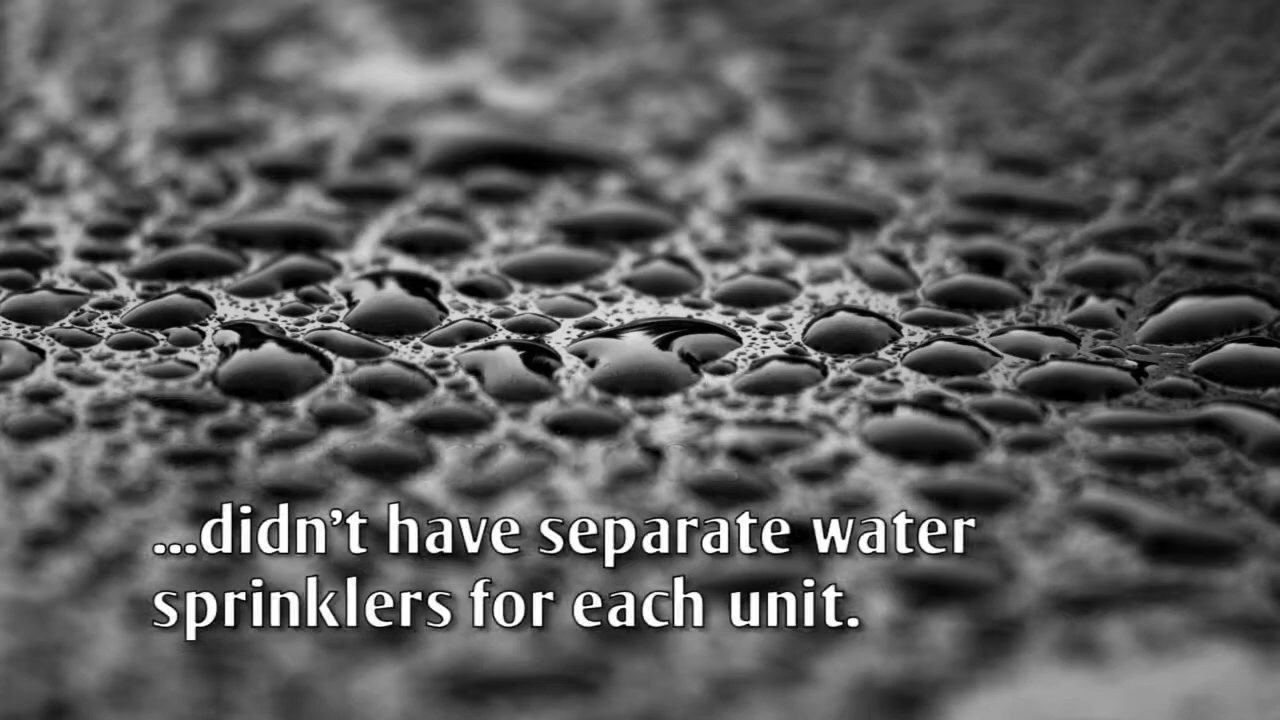 ...didn't have separate water
sprinklers for each unit.